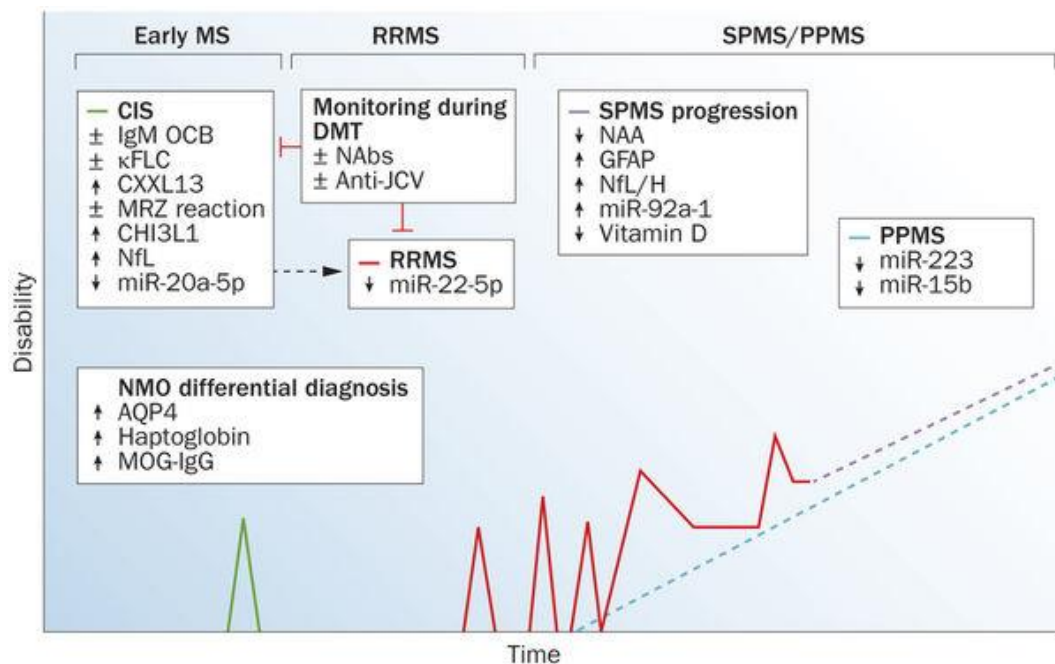 Early MS
RRMS
SPMS/PPMS
CIS
± IgM OCB
± κFLC
↑ CXXL13
± MRZ reaction
↑ CHI3L1
↑ NfL
↓ miR-20a-5p
Monitoring during
DMT
± NAbs
± Anti-JCV
RRMS
↓ miR-22-5p
SPMS progression
↓ NAA
↑ GFAP
↑ NfL/H
↑ miR-92a-1
↓ Vitamin D
PPMS
↓ miR-223
↓ miR-15b
NMO differential diagnosis
↑ AQP4
↑ Haptoglobin
↑ MOG-IgG
Disability
Time